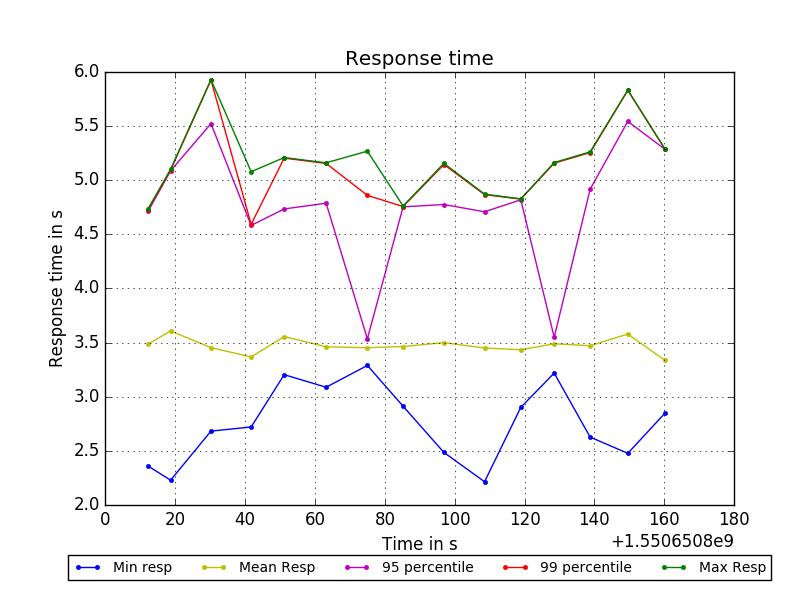 Response time
6.0
5.5
5.0
4.5
4.0
3.5
3.0
2.5
2.0
Response time in s
0 20 40 60 80 100 120 140 160 180
Time in s
+1.5506508e9
Min resp Mean Resp 95 percentile 99 percentile Max Resp